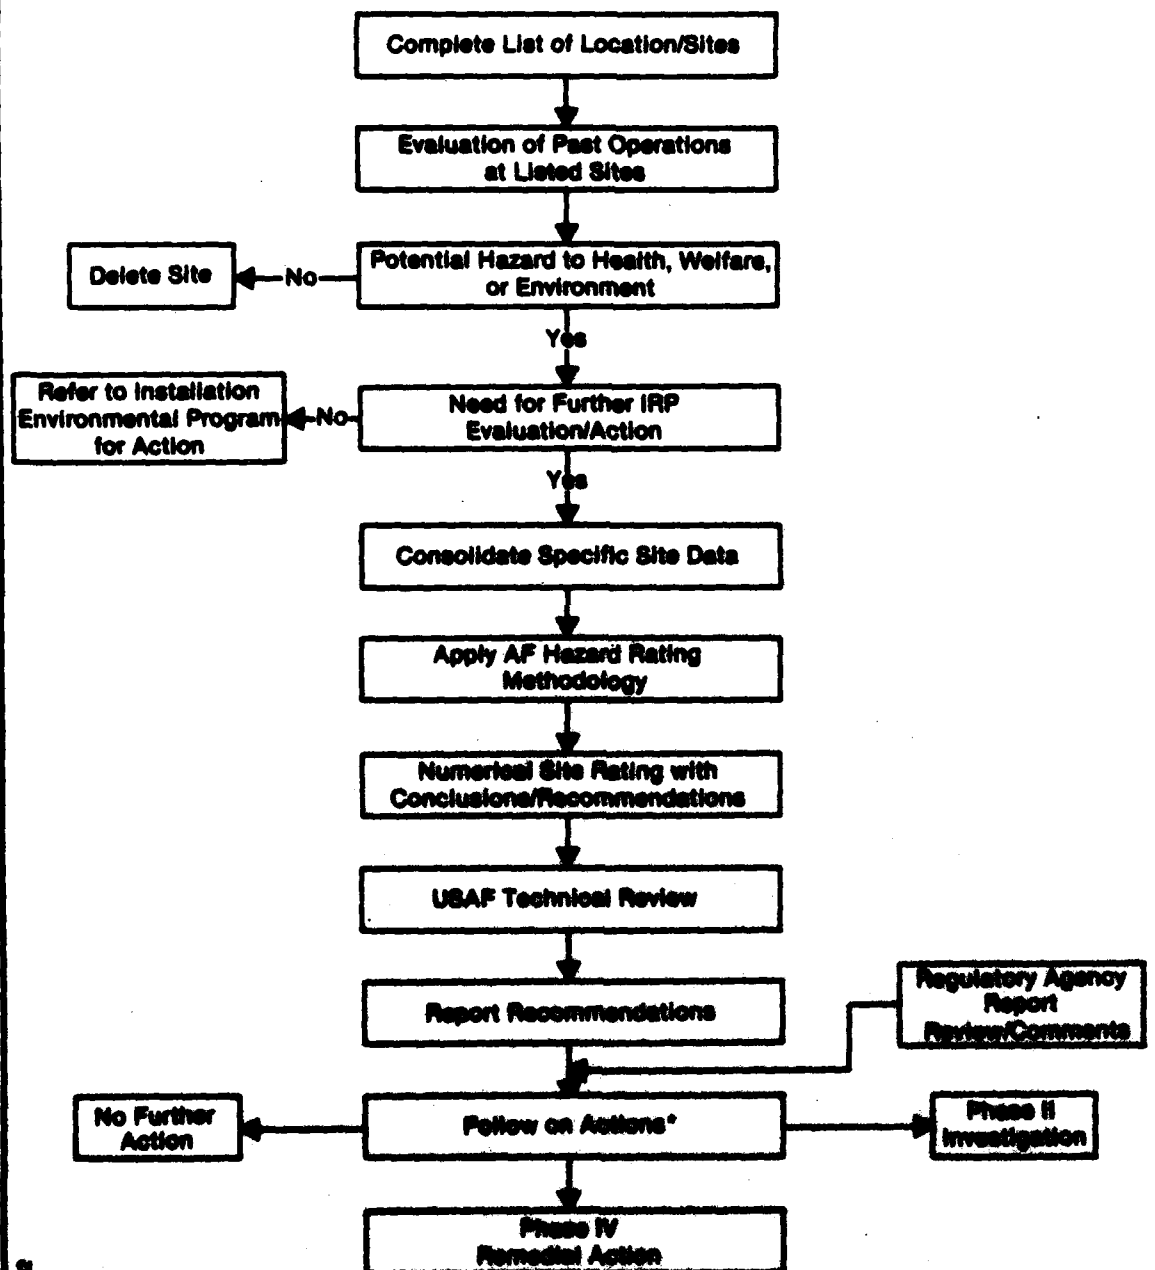 Complete List of Location/Sites
Evaluation of Past Operations
at Listed Sites
Delete Site
No
Potential Hazard to Health, Welfare,
or Environment
Yes
Refer to Installation
Environmental Program
for Action
No
Need for Further IRP
Evaluation/Action
Yes
Consolidate Specific Site Data
Apply AF Hazard Rating
Methodology
Numerical Site Rating with
Conclusions/Recommendations
USAF Technical Review
Report Recommendations
Regulatory Agency
Report
Review/Comments
No Further
Action
Follow on Actions*
Phase II
Investigation
Phase IV
Remedial Action